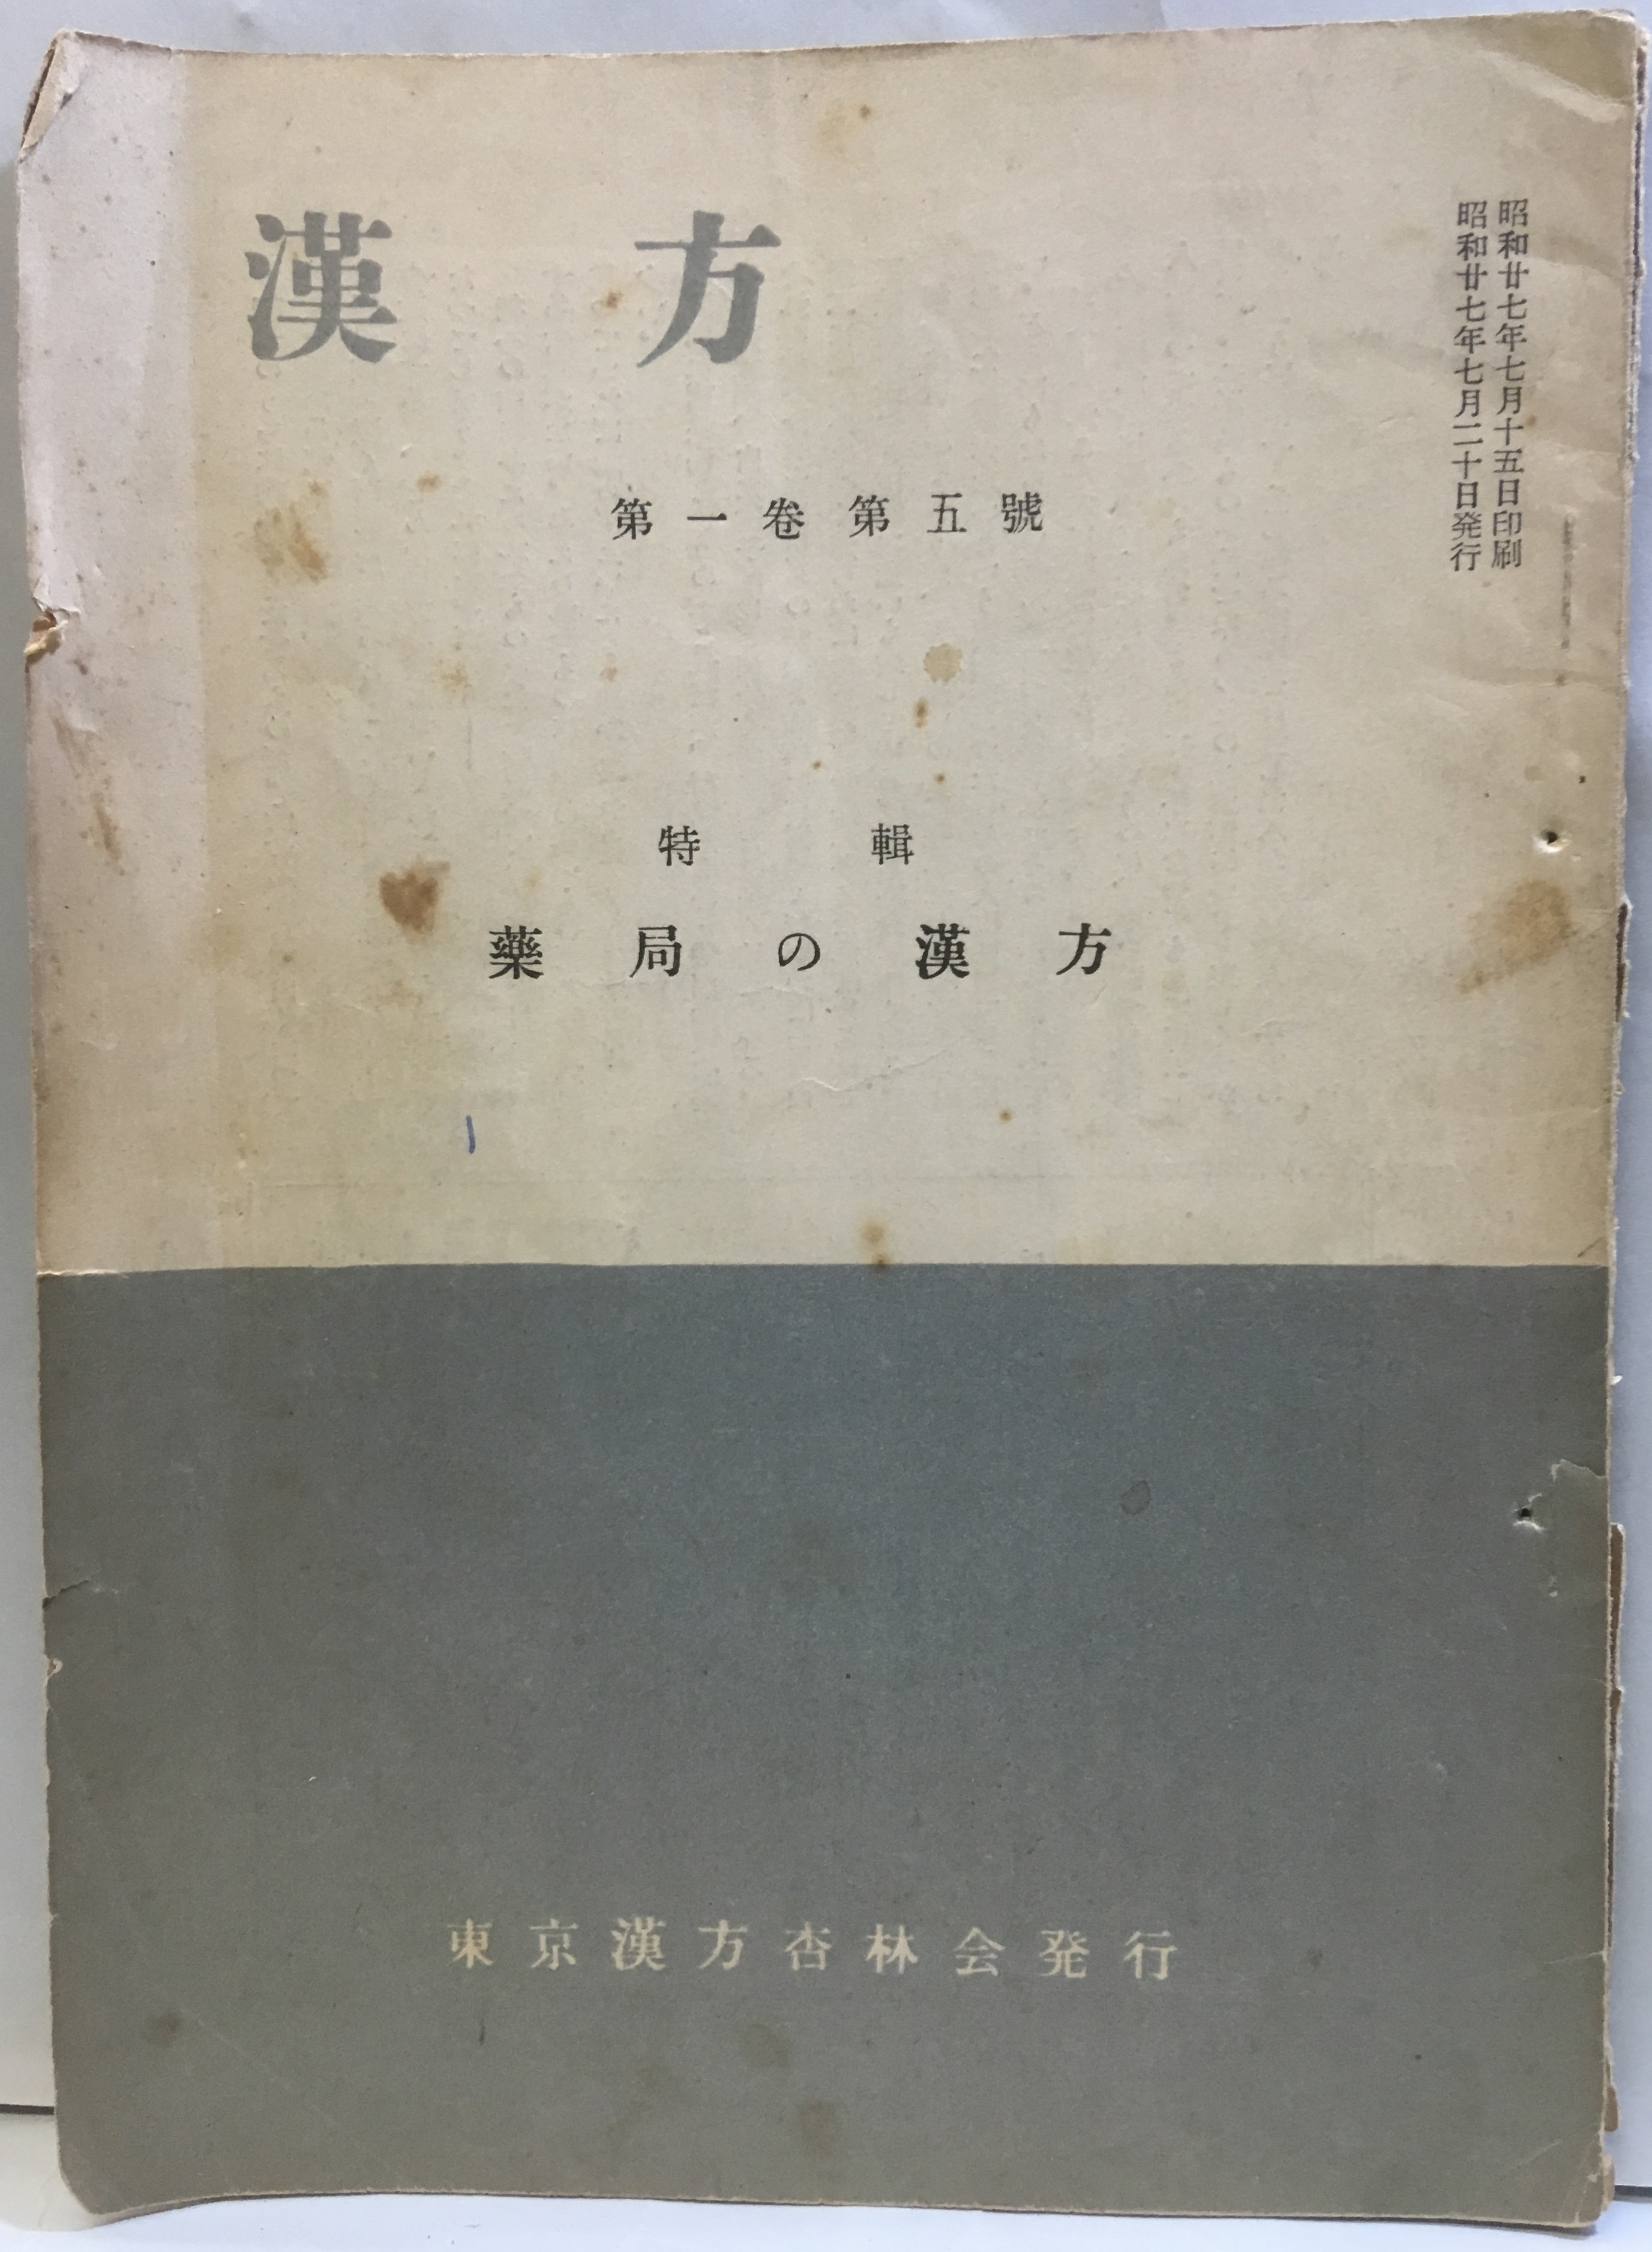 漢方
昭和廿七年七月十五日印刷
昭和廿七年七月二十日発行
第一卷第五號
特輯
藥局の漢方
東京漢方杏林会発行